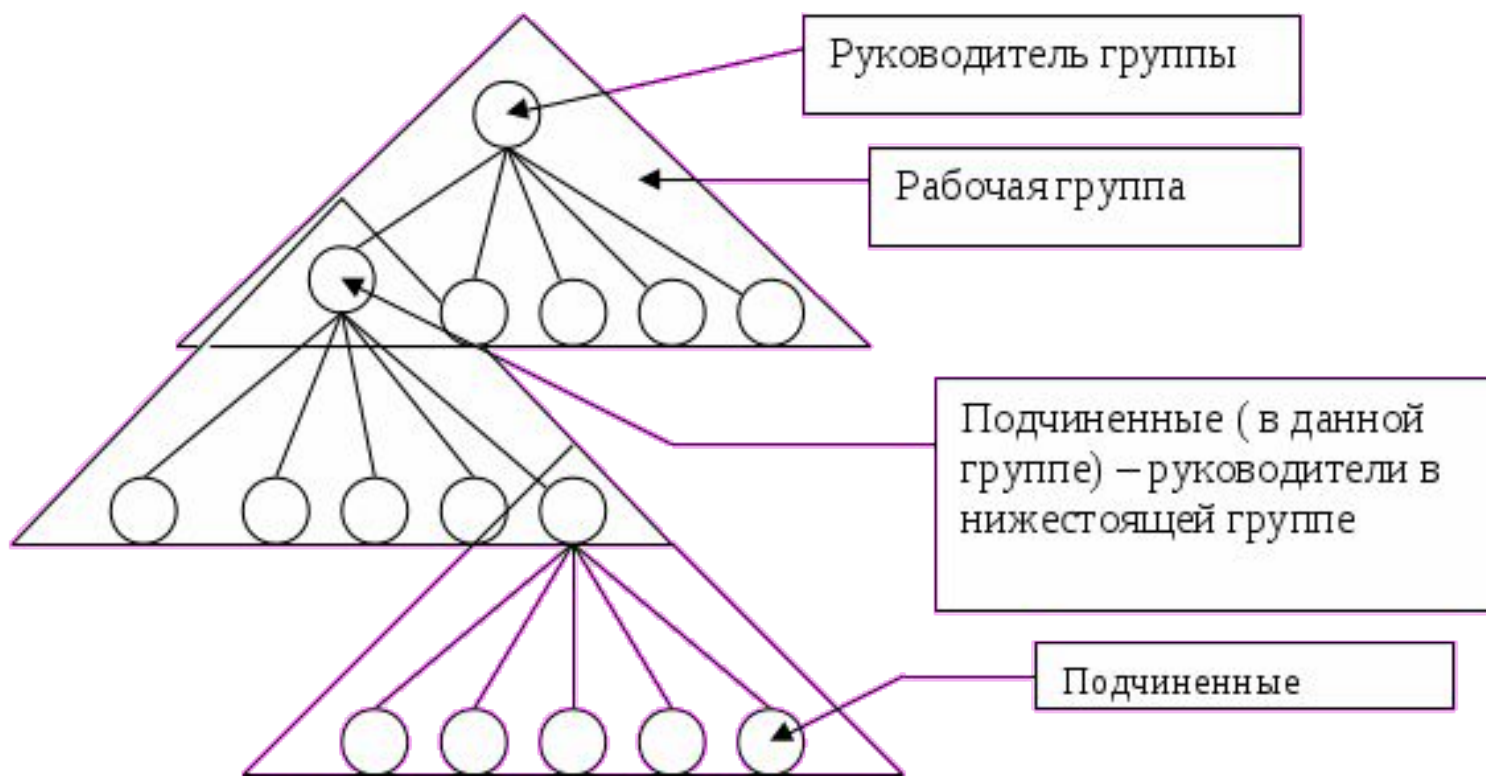 Руководитель группы
Рабочая группа
Подчиненные ( в данной
группе) – руководители в
нижестоящей группе
Подчиненные